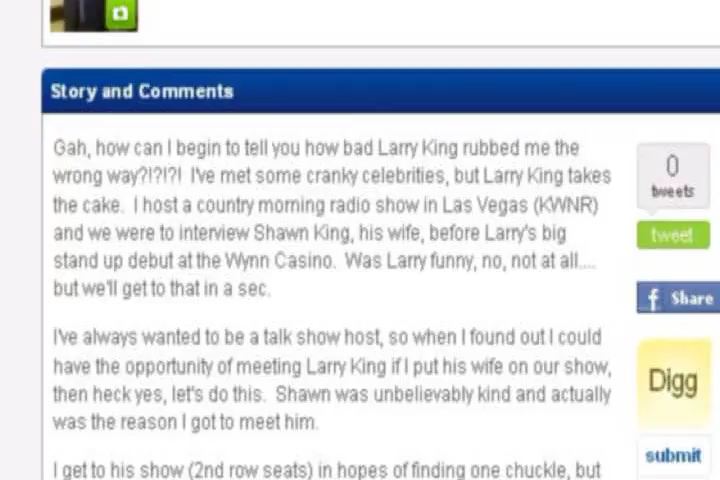 Story and Comments
Gah, how can I begin to tell you how bad Larry King rubbed me the
wrong way?!?!?! I've met some cranky celebrities, but Larry King takes
the cake. I host a country morning radio show in Las Vegas (KWNR)
and we were to interview Shawn King, his wife, before Larry's big
stand up debut at the Wynn Casino. Was Larry funny, no, not at all....
but we'll get to that in a sec.
I've always wanted to be a talk show host, so when I found out I could
have the opportunity of meeting Larry King if I put his wife on our show,
then heck yes, let's do this. Shawn was unbelievably kind and actually
was the reason I got to meet him.
I get to his show (2nd row seats) in hopes of finding one chuckle, but
0
tweets
tweet
f Share
Digg
submit